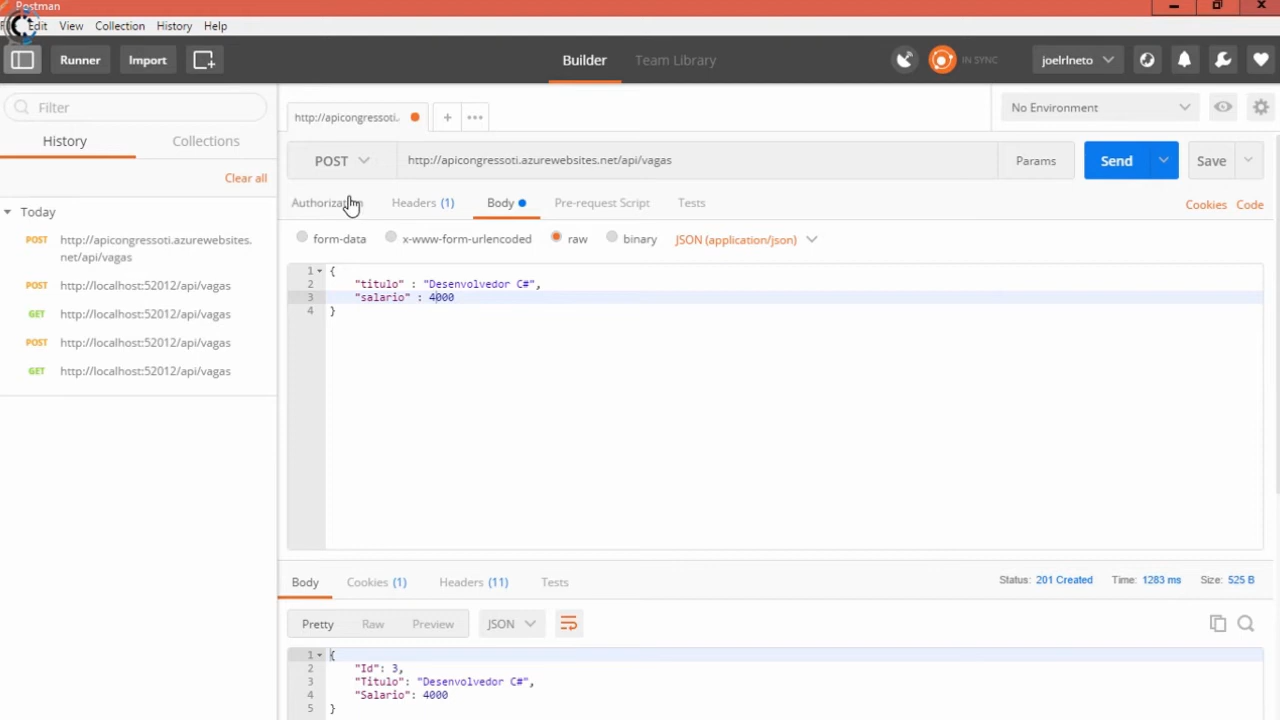 Postman
Edit View Collection History Help
Runner Import Builder Team Library IN SYNC joelrlneto
Filter
http://apicongressoti. + ••• No Environment
History Collections
POST http://apicongressoti.azurewebsites.net/api/vagas Params Send Save
Clear all
Authorization Headers (1) Body Pre-request Script Tests Cookies Code
Today
form-data x-www-form-urlencoded raw binary JSON (application/json)
POST http://apicongressoti.azurewebsites.
net/api/vagas
POST http://localhost:52012/api/vagas
GET http://localhost:52012/api/vagas
POST http://localhost:52012/api/vagas
GET http://localhost:52012/api/vagas
1 {
2 "titulo" : "Desenvolvedor C#",
3 "salario" : 4000
4 }
Body Cookies (1) Headers (11) Tests Status: 201 Created Time: 1283 ms Size: 525 B
Pretty Raw Preview JSON
1 {
2 "Id": 3,
3 "Titulo": "Desenvolvedor C#",
4 "Salario": 4000
5 }